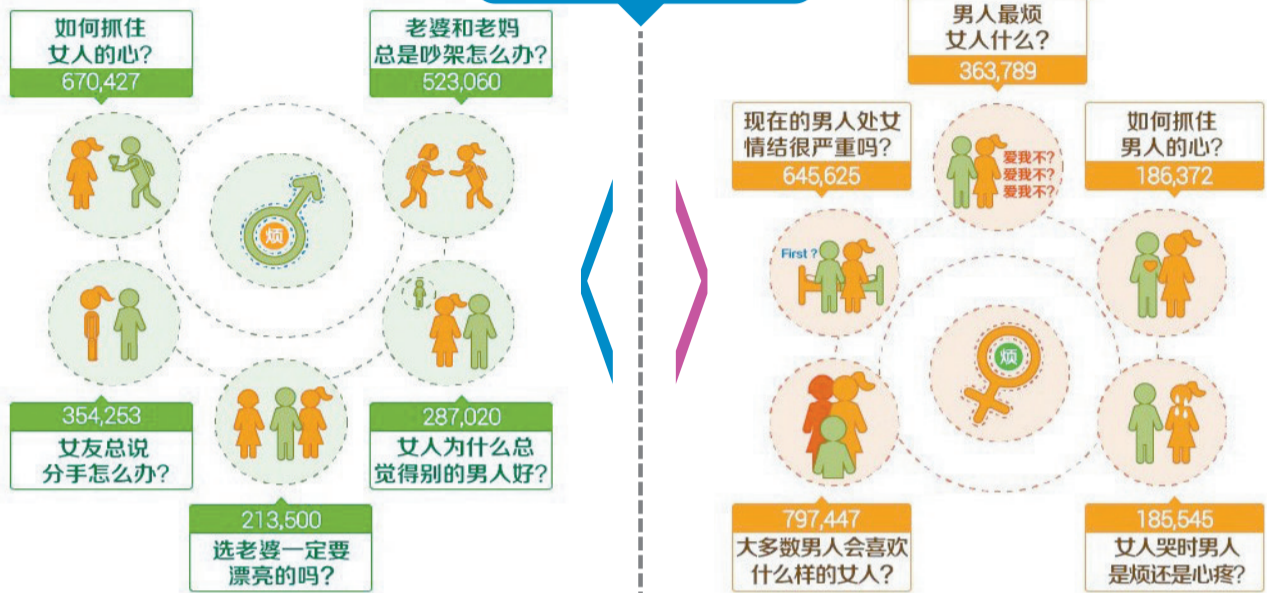 如何抓住
女人的心?
670,427
老婆和老妈
总是吵架怎么办?
523,060
烦
354,253
女友总说
分手怎么办?
287,020
女人为什么总
觉得别的男人好?
213,500
选老婆一定要
漂亮的吗?
男人最烦
女人什么?
363,789
现在的男人处女
情结很严重吗?
645,625
如何抓住
男人的心?
186,372
爱我不?
爱我不?
爱我不?
First ?
烦
797,447
大多数男人会喜欢
什么样的女人?
185,545
女人哭时男人
是烦还是心疼?